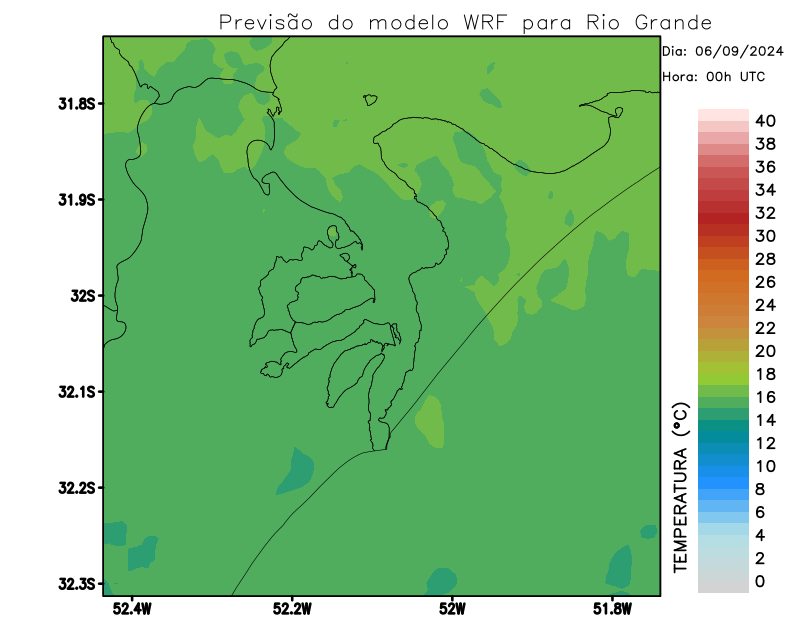 Previsão do modelo WRF para Rio Grande
Dia: 06/09/2024
Hora: 00h UTC
31.8S
31.9S
32S
32.1S
32.2S
32.3S
52.4W
52.2W
52W
51.8W
TEMPERATURA (°C)
40
38
36
34
32
30
28
26
24
22
20
18
16
14
12
10
8
6
4
2
0